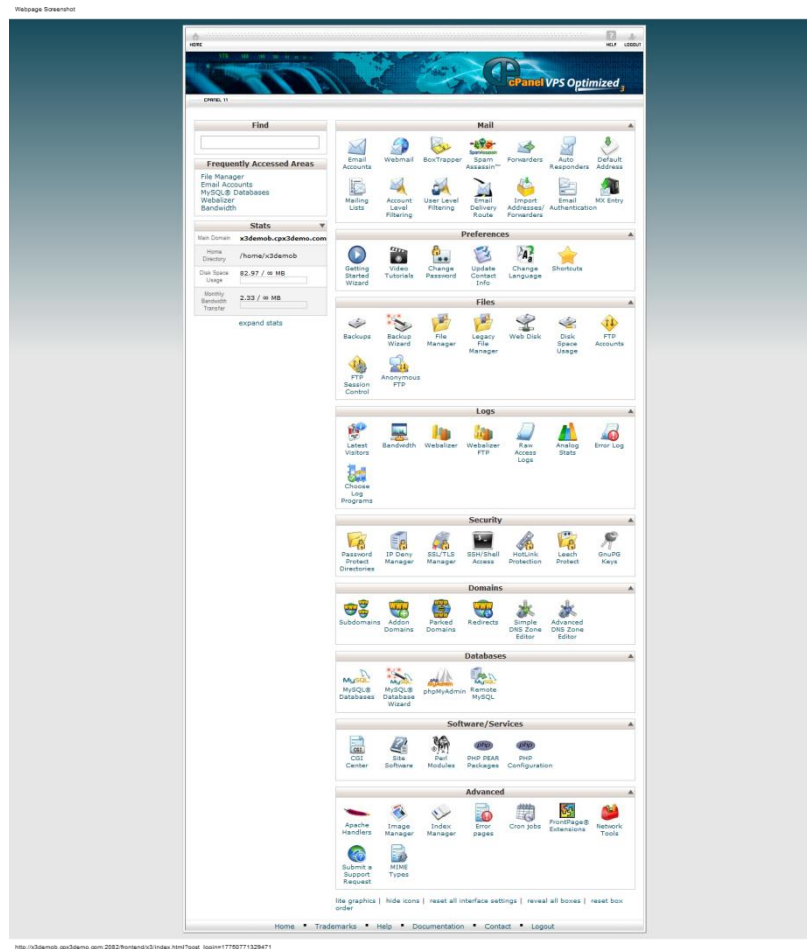 Webpage Screenshot
HOME
HELP LOGOUT
cPanel VPS Optimized 3
CPANEL 11
Find
Frequently Accessed Areas
File Manager
Email Accounts
MySQL® Databases
Webalizer
Bandwidth
Stats
Main Domain x3demob.cpx3demo.com
Home Directory /home/x3demob
Disk Space Usage 82.97 / ∞ MB
Monthly Bandwidth Transfer 2.33 / ∞ MB
expand stats
Mail
Email Accounts
Webmail
BoxTrapper
Spam Assassin™
Forwarders
Auto Responders
Default Address
Mailing Lists
Account Level Filtering
User Level Filtering
Email Delivery Route
Import Addresses/ Forwarders
Email Authentication
MX Entry
Preferences
Getting Started Wizard
Video Tutorials
Change Password
Update Contact Info
Change Language
Shortcuts
Files
Backups
Backup Wizard
File Manager
Legacy File Manager
Web Disk
Disk Space Usage
FTP Accounts
FTP Session Control
Anonymous FTP
Logs
Latest Visitors
Bandwidth
Webalizer
Webalizer FTP
Raw Access Logs
Analog Stats
Error Log
Choose Log Programs
Security
Password Protect Directories
IP Deny Manager
SSL/TLS Manager
SSH/Shell Access
HotLink Protection
Leech Protect
GnuPG Keys
Domains
Subdomains
Addon Domains
Parked Domains
Redirects
Simple DNS Zone Editor
Advanced DNS Zone Editor
Databases
MySQL® Databases
MySQL® Database Wizard
phpMyAdmin
Remote MySQL
Software/Services
CGI Center
Site Software
Perl Modules
PHP PEAR Packages
PHP Configuration
Advanced
Apache Handlers
Image Manager
Index Manager
Error pages
Cron jobs
FrontPage® Extensions
Network Tools
Submit a Support Request
MIME Types
lite graphics | hide icons | reset all interface settings | reveal all boxes | reset box
order
Home ▪ Trademarks ▪ Help ▪ Documentation ▪ Contact ▪ Logout